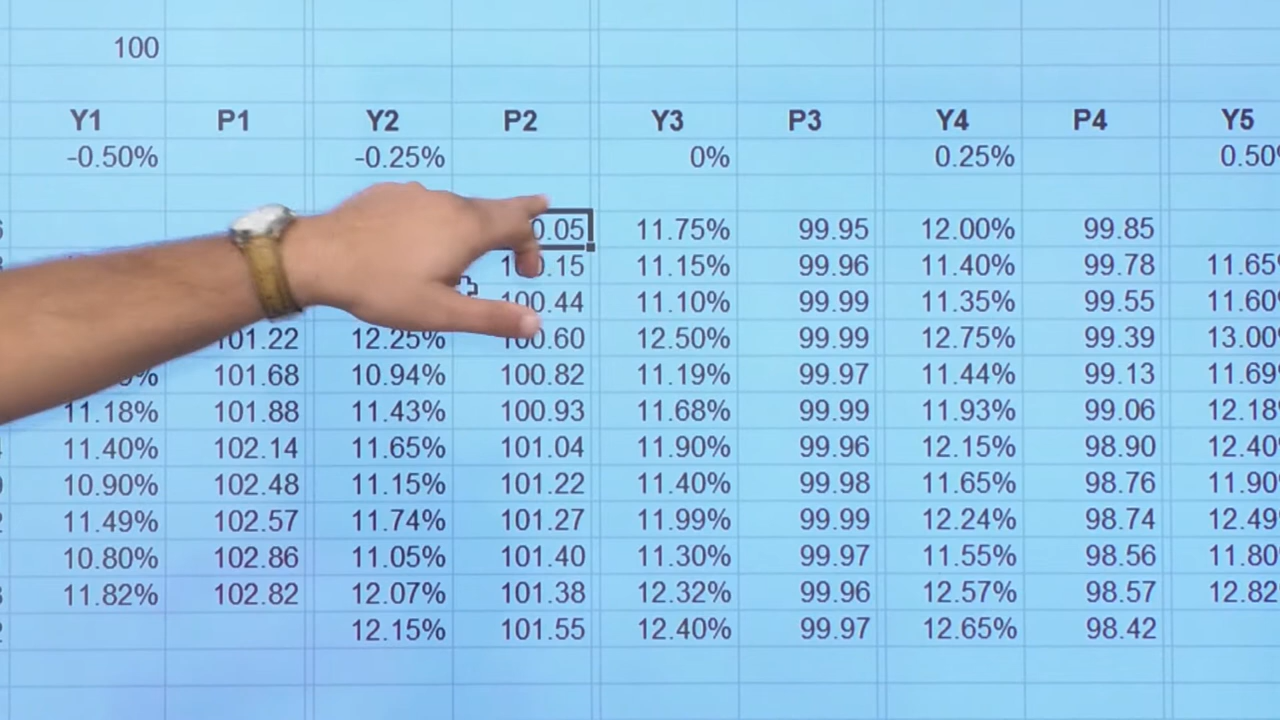 100
Y1 P1 Y2 P2 Y3 P3 Y4 P4 Y5
-0.50% -0.25% 0% 0.25% 0.50%
11.75% 99.95 12.00% 99.85
11.15% 99.96 11.40% 99.78 11.65%
100.44 11.10% 99.99 11.35% 99.55 11.60%
101.22 12.25% 100.60 12.50% 99.99 12.75% 99.39 13.00%
101.68 10.94% 100.82 11.19% 99.97 11.44% 99.13 11.69%
11.18% 101.88 11.43% 100.93 11.68% 99.99 11.93% 99.06 12.18%
11.40% 102.14 11.65% 101.04 11.90% 99.96 12.15% 98.90 12.40
10.90% 102.48 11.15% 101.22 11.40% 99.98 11.65% 98.76 11.90
11.49% 102.57 11.74% 101.27 11.99% 99.99 12.24% 98.74 12.49
10.80% 102.86 11.05% 101.40 11.30% 99.97 11.55% 98.56 11.80
11.82% 102.82 12.07% 101.38 12.32% 99.96 12.57% 98.57 12.82
12.15% 101.55 12.40% 99.97 12.65% 98.42